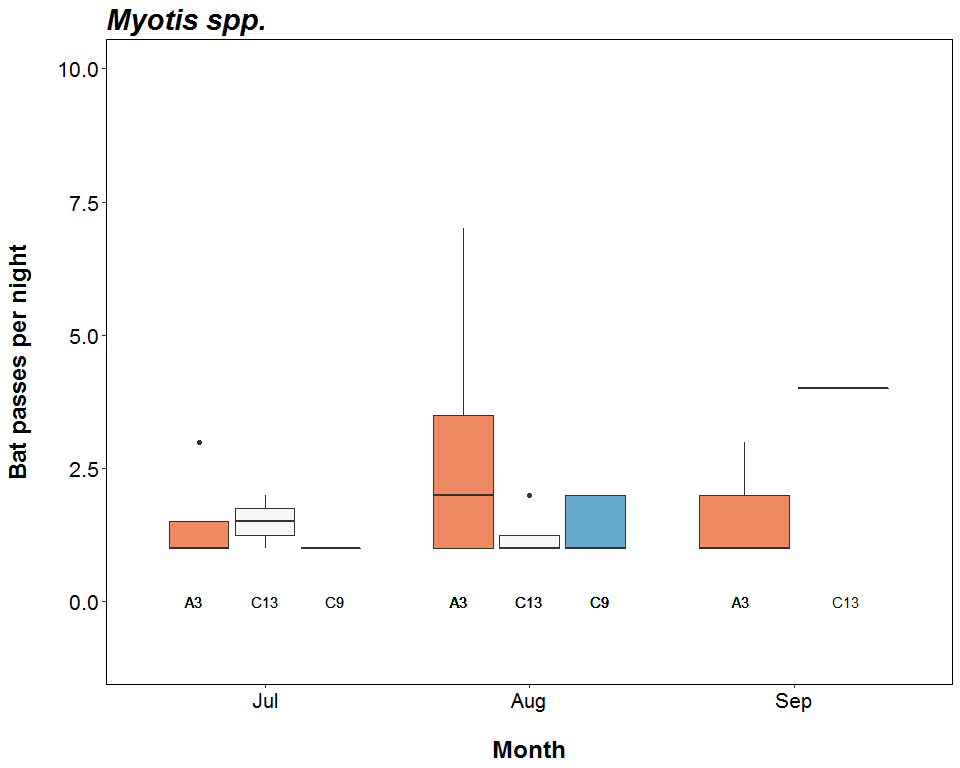 Myotis spp.
Bat passes per night
10.0
7.5
5.0
2.5
0.0
A3 C13 C9 A3 C13 C9 A3 C13
Jul Aug Sep
Month